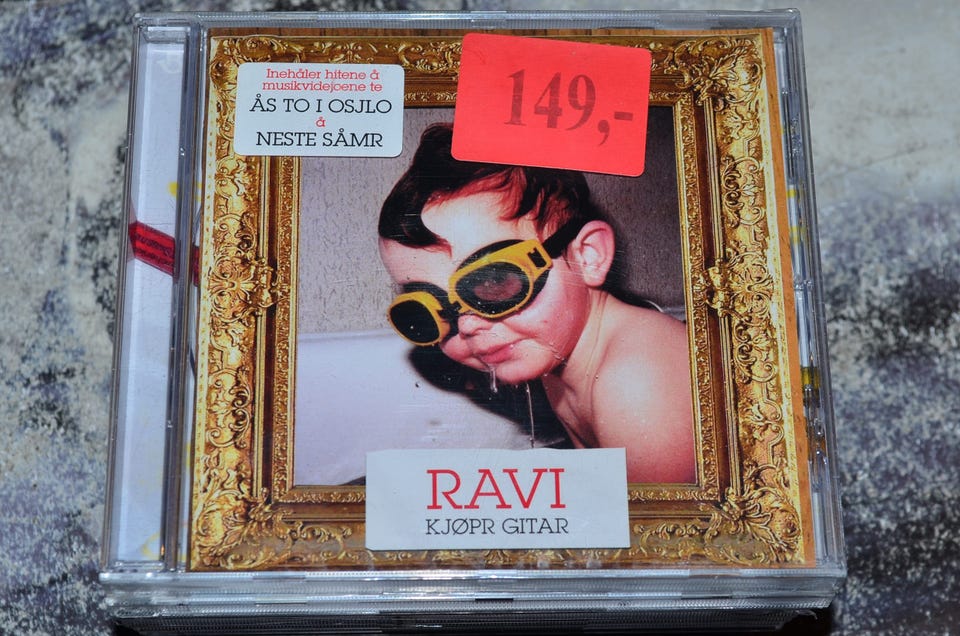 Inehåler hitene å
musikvidejoene te
ÅS TO I OSJLO
å
NESTE SÅMR
149,-
RAVI
KJØPR GITAR